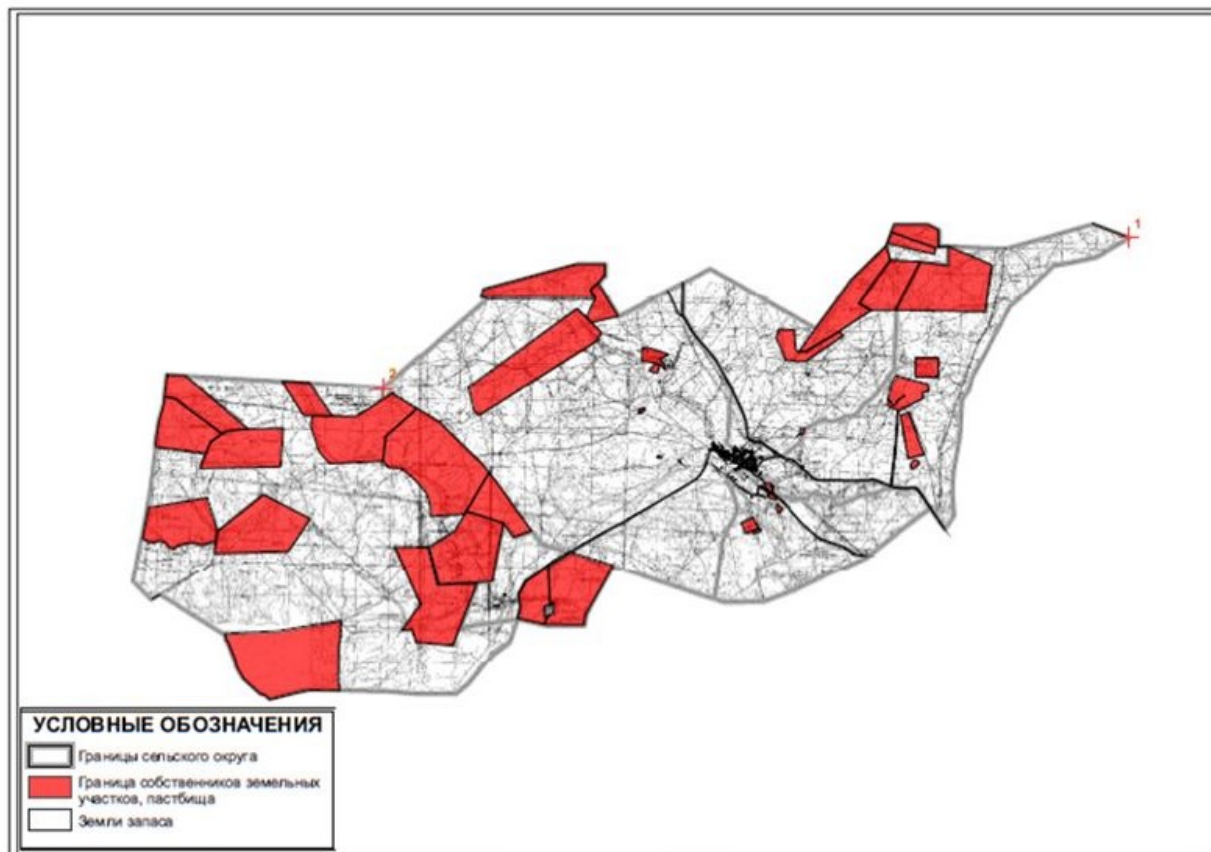 1
2
УСЛОВНЫЕ ОБОЗНАЧЕНИЯ
Границы сельского округа
Граница собственников земельных
участков, пастбища
Земли запаса